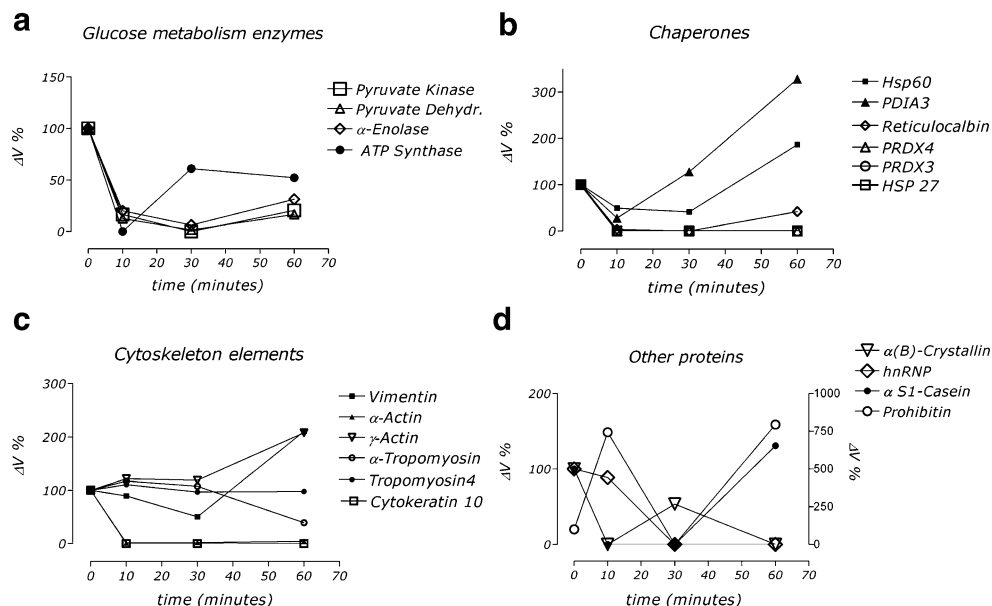 a
Glucose metabolism enzymes
150
100
50
0
ΔV %
0 10 20 30 40 50 60 70
time (minutes)
Pyruvate Kinase
Pyruvate Dehydr.
α-Enolase
ATP Synthase
b
Chaperones
300
200
100
0
ΔV %
0 10 20 30 40 50 60 70
time (minutes)
Hsp60
PDIA3
Reticulocalbin
PRDX4
PRDX3
HSP 27
c
Cytoskeleton elements
300
200
100
0
ΔV %
0 10 20 30 40 50 60 70
time (minutes)
Vimentin
α-Actin
γ-Actin
α-Tropomyosin
Tropomyosin4
Cytokeratin 10
d
Other proteins
200
100
0
ΔV %
1000
750
500
250
0
ΔV %
0 10 20 30 40 50 60 70
time (minutes)
α(B)-Crystallin
hnRNP
α S1-Casein
Prohibitin